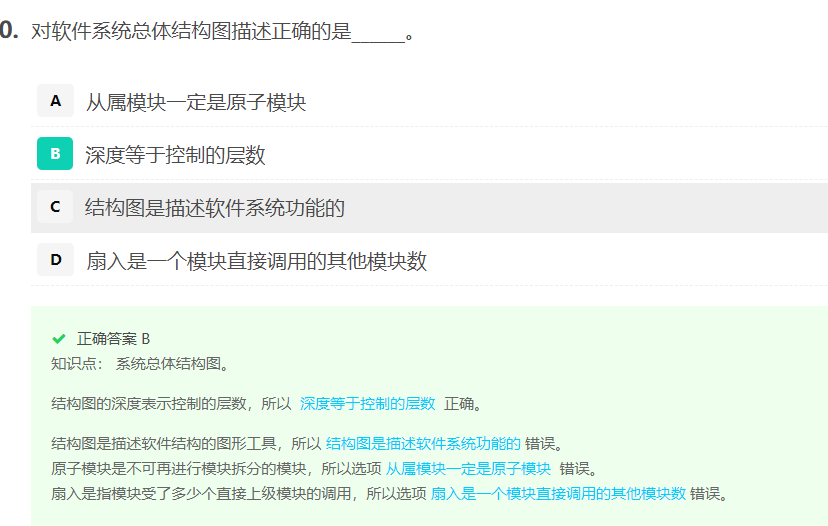 0. 对软件系统总体结构图描述正确的是______。
A 从属模块一定是原子模块
B 深度等于控制的层数
C 结构图是描述软件系统功能的
D 扇入是一个模块直接调用的其他模块数
正确答案 B
知识点： 系统总体结构图。
结构图的深度表示控制的层数，所以 深度等于控制的层数 正确。
结构图是描述软件结构的图形工具，所以 结构图是描述软件系统功能的 错误。
原子模块是不可再进行模块拆分的模块，所以选项 从属模块一定是原子模块 错误。
扇入是指模块受了多少个直接上级模块的调用，所以选项 扇入是一个模块直接调用的其他模块数 错误。